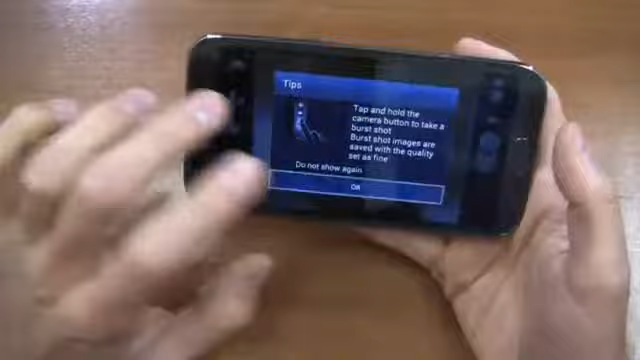 Tips
Tap and hold the
camera button to take a
burst shot
Burst shot images are
saved with the quality
set as fine
Do not show again
OK